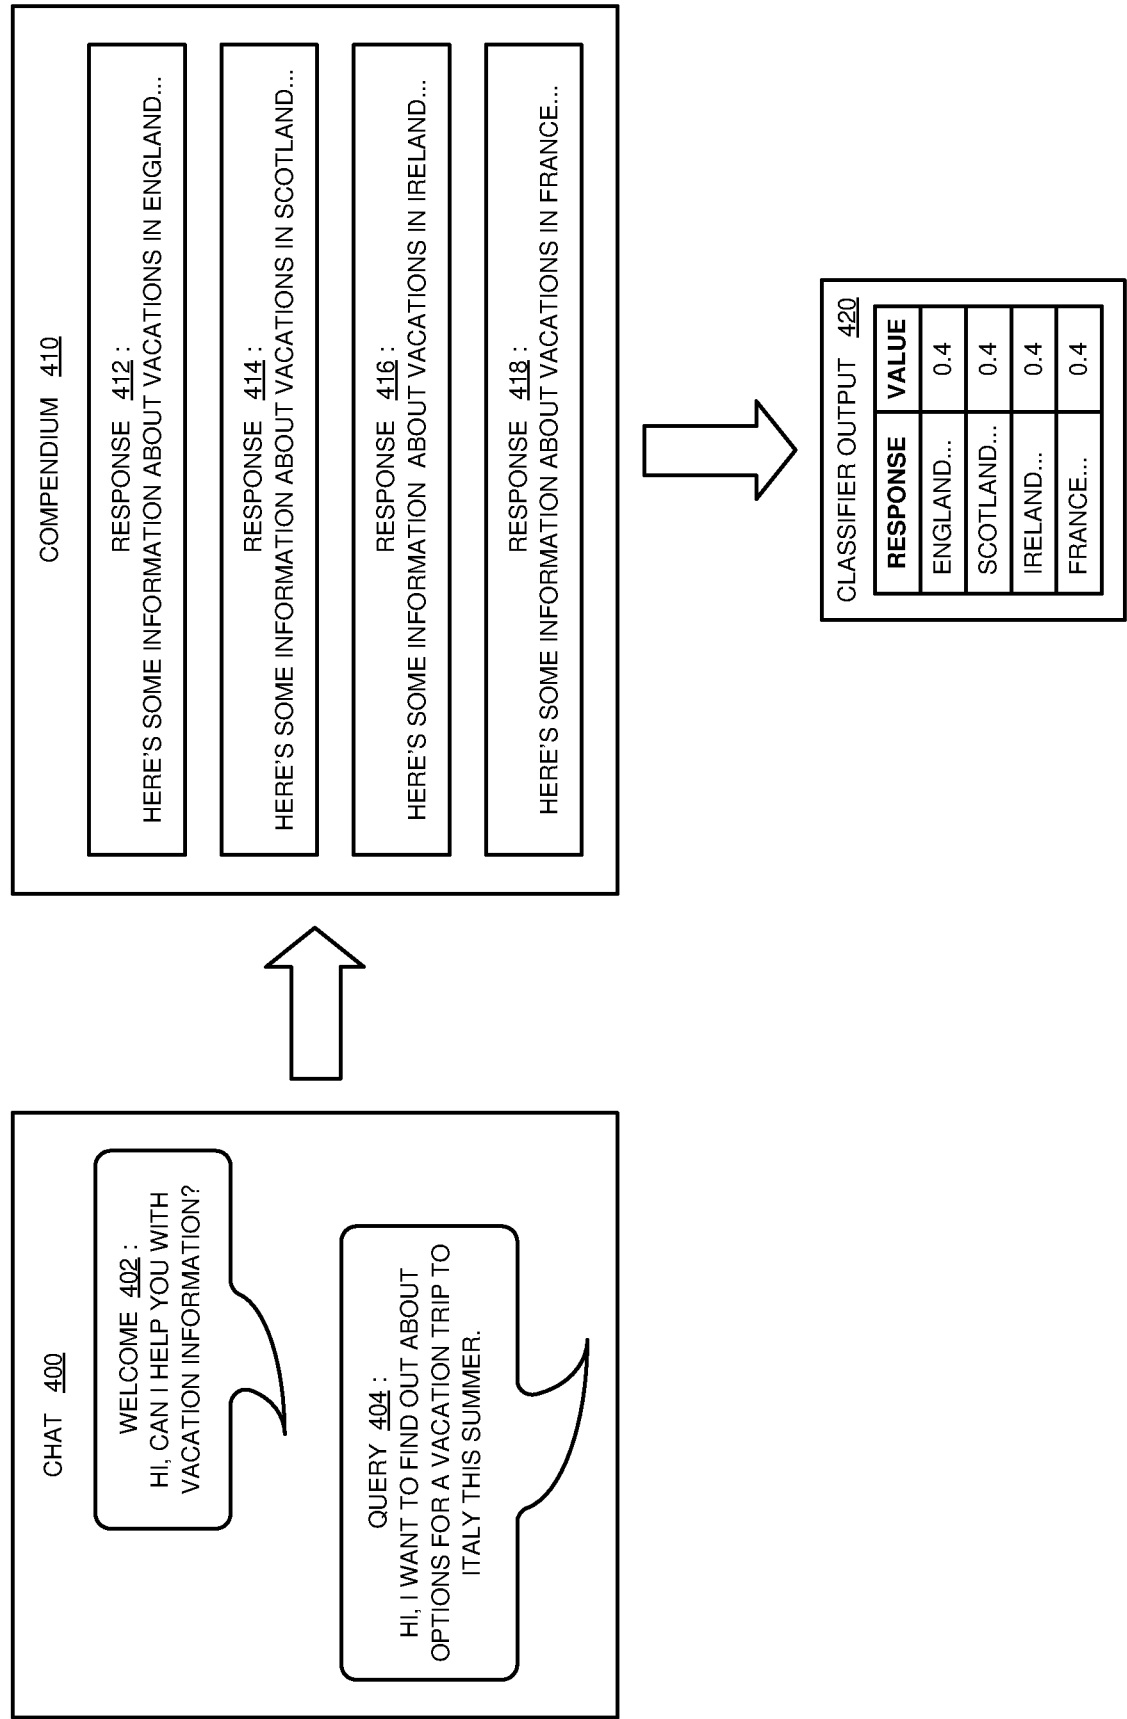 CHAT 400
WELCOME 402 :
HI, CAN I HELP YOU WITH
VACATION INFORMATION?
QUERY 404 :
HI, I WANT TO FIND OUT ABOUT
OPTIONS FOR A VACATION TRIP TO
ITALY THIS SUMMER.
COMPENDIUM 410
RESPONSE 412 :
HERE'S SOME INFORMATION ABOUT VACATIONS IN ENGLAND...
RESPONSE 414 :
HERE'S SOME INFORMATION ABOUT VACATIONS IN SCOTLAND...
RESPONSE 416 :
HERE'S SOME INFORMATION ABOUT VACATIONS IN IRELAND...
RESPONSE 418 :
HERE'S SOME INFORMATION ABOUT VACATIONS IN FRANCE...
CLASSIFIER OUTPUT 420
RESPONSE VALUE
ENGLAND... 0.4
SCOTLAND... 0.4
IRELAND... 0.4
FRANCE... 0.4